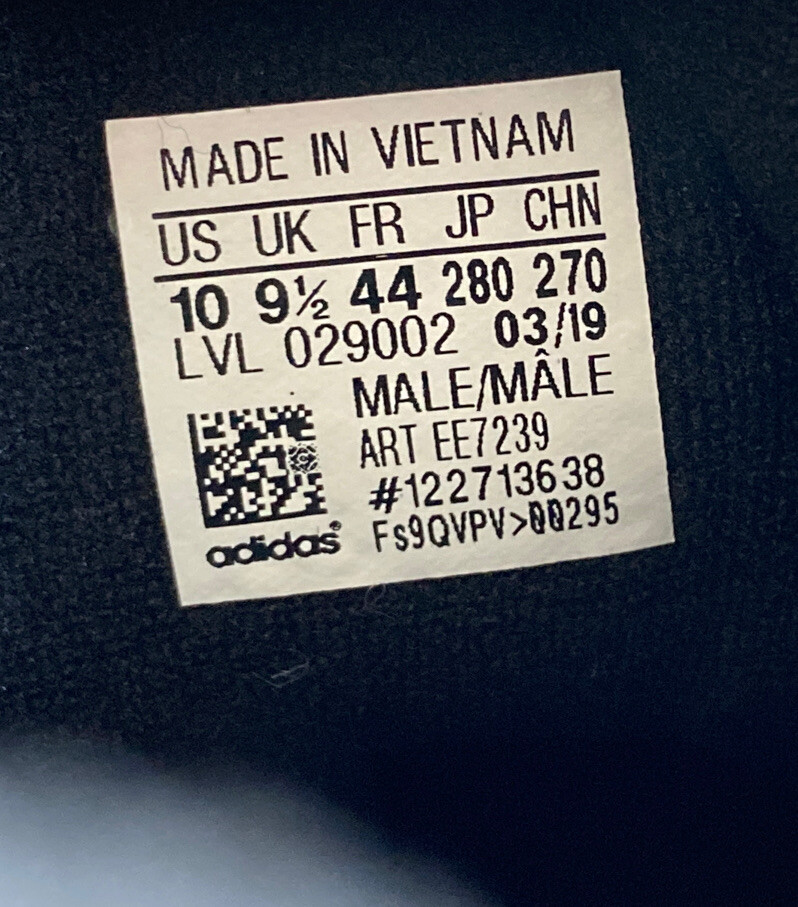 MADE IN VIETNAM
US UK FR JP CHN
10 9½ 44 280 270
LVL 029002 03/19
MALE/MÂLE
ART EE7239
#122713638
Fs9QVPV>00295
adidas®